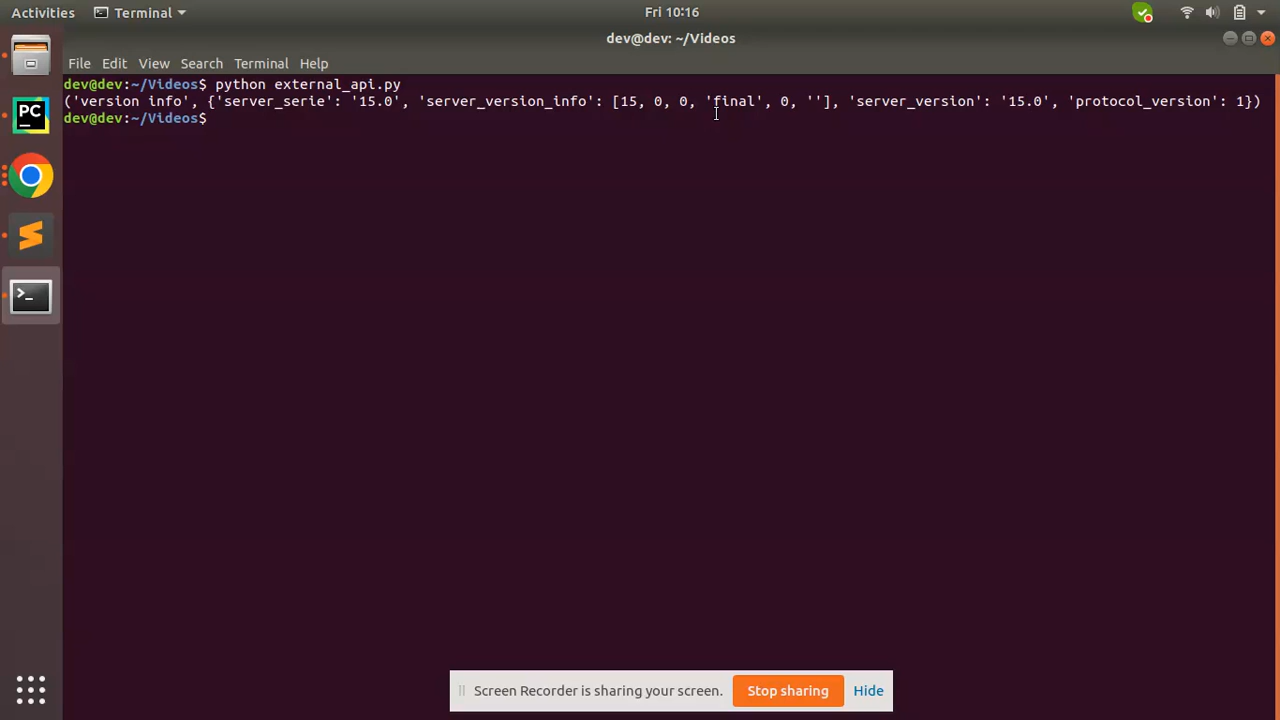 Activities Terminal Fri 10:16
dev@dev: ~/Videos
File Edit View Search Terminal Help
dev@dev:~/Videos$ python external_api.py
('version info', {'server_serie': '15.0', 'server_version_info': [15, 0, 0, 'final', 0, ''], 'server_version': '15.0', 'protocol_version': 1})
dev@dev:~/Videos$
PC
Screen Recorder is sharing your screen. Stop sharing Hide